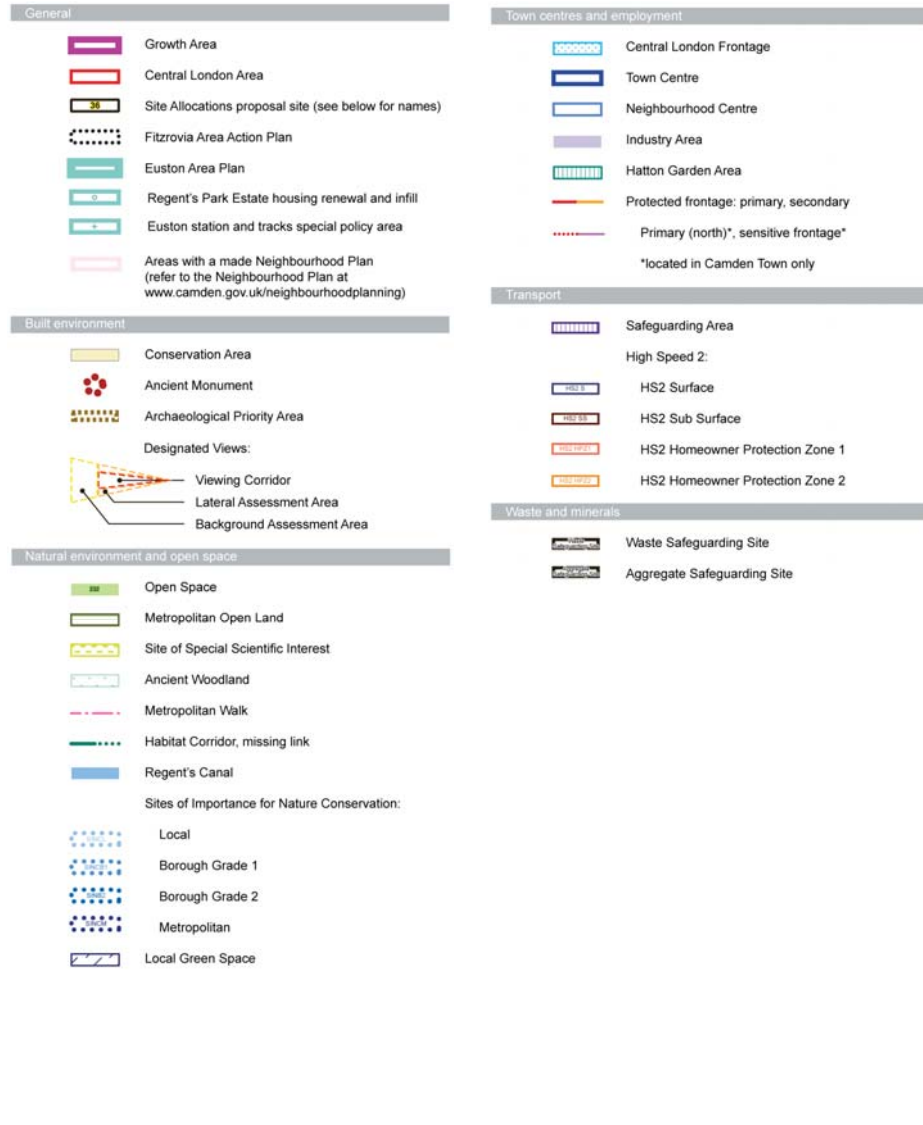 General
Growth Area
Central London Area
36
Site Allocations proposal site (see below for names)
Fitzrovia Area Action Plan
Euston Area Plan
Regent's Park Estate housing renewal and infill
Euston station and tracks special policy area
Areas with a made Neighbourhood Plan
(refer to the Neighbourhood Plan at
www.camden.gov.uk/neighbourhoodplanning)
Built environment
Conservation Area
Ancient Monument
Archaeological Priority Area
Designated Views:
Viewing Corridor
Lateral Assessment Area
Background Assessment Area
Natural environment and open space
Open Space
Metropolitan Open Land
Site of Special Scientific Interest
Ancient Woodland
Metropolitan Walk
Habitat Corridor, missing link
Regent's Canal
Sites of Importance for Nature Conservation:
Local
Borough Grade 1
Borough Grade 2
SINCM
Metropolitan
Local Green Space
Town centres and employment
Central London Frontage
Town Centre
Neighbourhood Centre
Industry Area
Hatton Garden Area
Protected frontage: primary, secondary
Primary (north)*, sensitive frontage*
*located in Camden Town only
Transport
Safeguarding Area
High Speed 2:
HS2 S
HS2 Surface
HS2 SS
HS2 Sub Surface
HS2 HPZ1
HS2 Homeowner Protection Zone 1
HS2 HPZ2
HS2 Homeowner Protection Zone 2
Waste and minerals
Waste Safeguarding Site
Aggregate Safeguarding Site